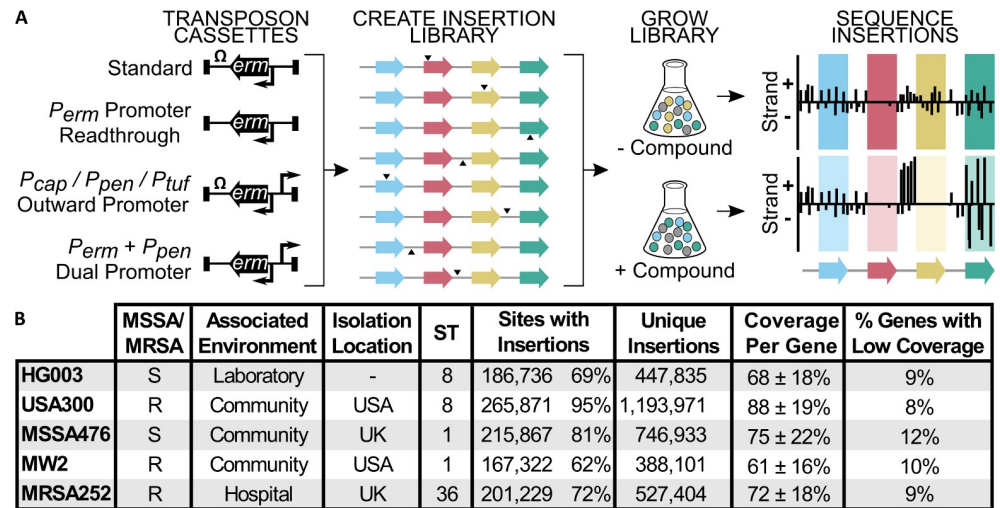 A
TRANSPOSON
CASSETTES
CREATE INSERTION
LIBRARY
GROW
LIBRARY
SEQUENCE
INSERTIONS
Standard
Ω
erm
Perm Promoter
Readthrough
erm
Pcap / Ppen / Ptuf
Outward Promoter
Ω
erm
Perm + Ppen
Dual Promoter
erm
- Compound
+ Compound
Strand
+
-
Strand
+
-
B
MSSA/ MRSA Associated Environment Isolation Location ST Sites with Insertions Unique Insertions Coverage Per Gene % Genes with Low Coverage
HG003 S Laboratory - 8 186,736 69% 447,835 68 ± 18% 9%
USA300 R Community USA 8 265,871 95% 1,193,971 88 ± 19% 8%
MSSA476 S Community UK 1 215,867 81% 746,933 75 ± 22% 12%
MW2 R Community USA 1 167,322 62% 388,101 61 ± 16% 10%
MRSA252 R Hospital UK 36 201,229 72% 527,404 72 ± 18% 9%